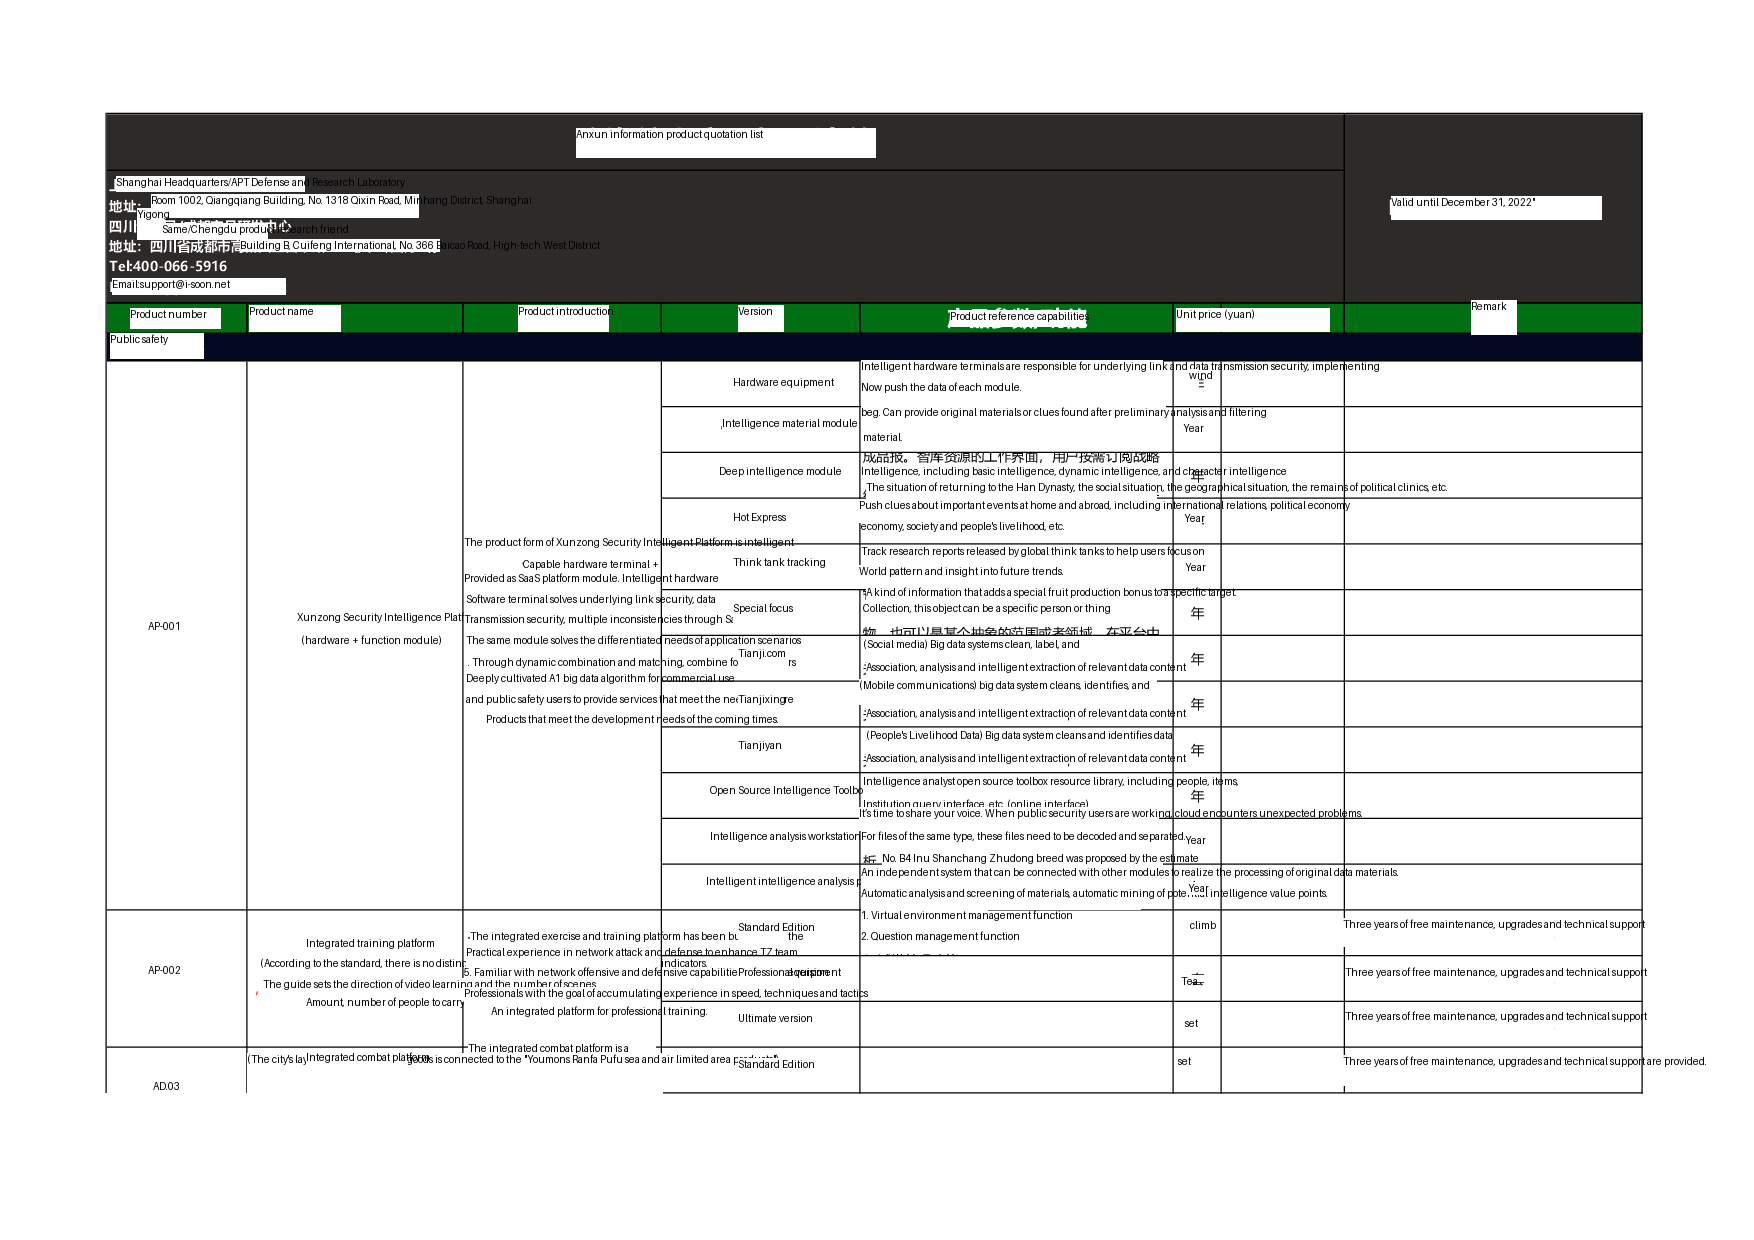 Anxun information product quotation list
Shanghai Headquarters/APT Defense and Research Laboratory
地址: Room 1002, Qiangqiang Building, No. 1318 Qixin Road, Minhang District, Shanghai
Yigong
四川
Same/Chengdu product research friend
地址: 四川省成都市高 Building B, Cuifeng International, No. 366 Baicao Road, High-tech West District
Tel:400-066-5916
Email:support@i-soon.net
Valid until December 31, 2022"
Product number
Product name
Product introduction
Version
Product reference capabilities
Unit price (yuan)
Remark
Public safety
AP-001
Xunzong Security Intelligence Platf
(hardware + function module)
The product form of Xunzong Security Intelligent Platform is intelligent
Capable hardware terminal +
Provided as SaaS platform module. Intelligent hardware
Software terminal solves underlying link security, data
Transmission security, multiple inconsistencies through
The same module solves the differentiated needs of application scenarios
. Through dynamic combination and matching, combine fo rs
Deeply cultivated A1 big data algorithm for commercial use
and public safety users to provide services that meet the ne re
Products that meet the development needs of the coming times.
Hardware equipment
Intelligent hardware terminals are responsible for underlying link and data transmission security, implementing
Now push the data of each module.
wind
Intelligence material module
beg. Can provide original materials or clues found after preliminary analysis and filtering
material.
Year
Deep intelligence module
成品报。智库资源的工作界面，用户按需订阅战略
Intelligence, including basic intelligence, dynamic intelligence, and character intelligence
The situation of returning to the Han Dynasty, the social situation, the geographical situation, the remains of political clinics, etc.
年
Hot Express
Push clues about important events at home and abroad, including international relations, political economy
economy, society and people's livelihood, etc.
Year
Think tank tracking
Track research reports released by global think tanks to help users focus on
World pattern and insight into future trends.
Year
Special focus
A kind of information that adds a special fruit production bonus to a specific target.
Collection, this object can be a specific person or thing
物，也可以是某个抽象的范围或者领域，在平台中
年
Tianji.com
(Social media) Big data systems clean, label, and
Association, analysis and intelligent extraction of relevant data content
年
Tianjixing
(Mobile communications) big data system cleans, identifies, and
Association, analysis and intelligent extraction of relevant data content
年
Tianjiyan
(People's Livelihood Data) Big data system cleans and identifies data
Association, analysis and intelligent extraction of relevant data content
年
Open Source Intelligence Toolbo
Intelligence analyst open source toolbox resource library, including people, items,
Institution query interface, etc. (online interface)
年
Intelligence analysis workstation
It's time to share your voice. When public security users are working, cloud encounters unexpected problems.
For files of the same type, these files need to be decoded and separated.
析 No. B4 Inu Shanchang Zhudong breed was proposed by the estimate
Year
Intelligent intelligence analysis p
An independent system that can be connected with other modules to realize the processing of original data materials.
Automatic analysis and screening of materials, automatic mining of potential intelligence value points.
Year
AP-002
Integrated training platform
(According to the standard, there is no distinc
The guide sets the direction of video learning and the number of scenes
Amount, number of people to carry
The integrated exercise and training platform has been bu the
Practical experience in network attack and defense to enhance TZ team
indicators.
5. Familiar with network offensive and defensive capabilitie equipment
Professionals with the goal of accumulating experience in speed, techniques and tactics
An integrated platform for professional training.
Standard Edition
1. Virtual environment management function
2. Question management function
climb
Three years of free maintenance, upgrades and technical support
Professional version
Three years of free maintenance, upgrades and technical support
Ultimate version
set
Three years of free maintenance, upgrades and technical support
AD.03
(The city's lay
Integrated combat platform
The integrated combat platform is a
goods is connected to the "Youmons Ranfa Pufu sea and air limited area
Standard Edition
set
Three years of free maintenance, upgrades and technical support are provided.